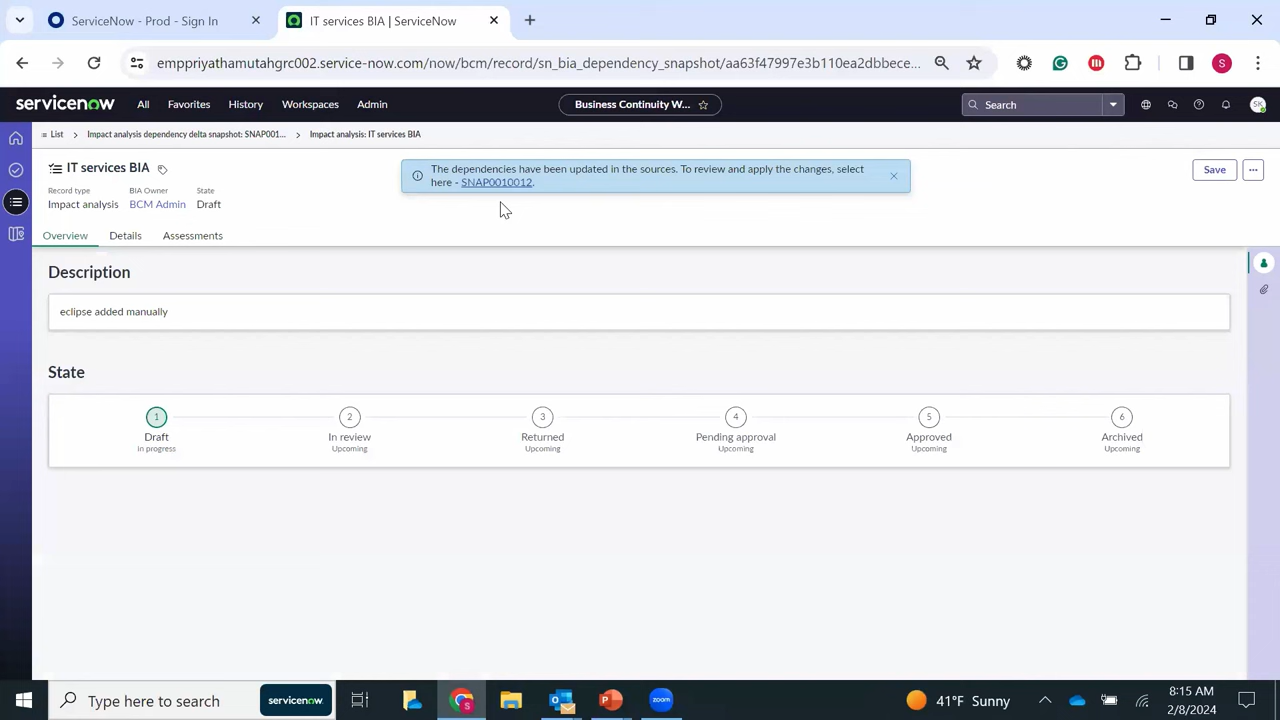 ServiceNow - Prod - Sign In
IT services BIA | ServiceNow
emppriyathamutahgrc002.service-now.com/now/bcm/record/sn_bia_dependency_snapshot/aa63f47997e3b110ea2dbbece...
S
servicenow
All
Favorites
History
Workspaces
Admin
Business Continuity W...
Search
SK
List
Impact analysis dependency delta snapshot: SNAP001...
Impact analysis: IT services BIA
IT services BIA
The dependencies have been updated in the sources. To review and apply the changes, select
here - SNAP0010012.
Save
Record type
BIA Owner
State
Impact analysis
BCM Admin
Draft
Overview
Details
Assessments
Description
eclipse added manually
State
1
2
3
4
5
6
Draft
In review
Returned
Pending approval
Approved
Archived
In progress
Upcoming
Upcoming
Upcoming
Upcoming
Upcoming
Type here to search
servicenow.
zoom
41°F Sunny
8:15 AM
2/8/2024